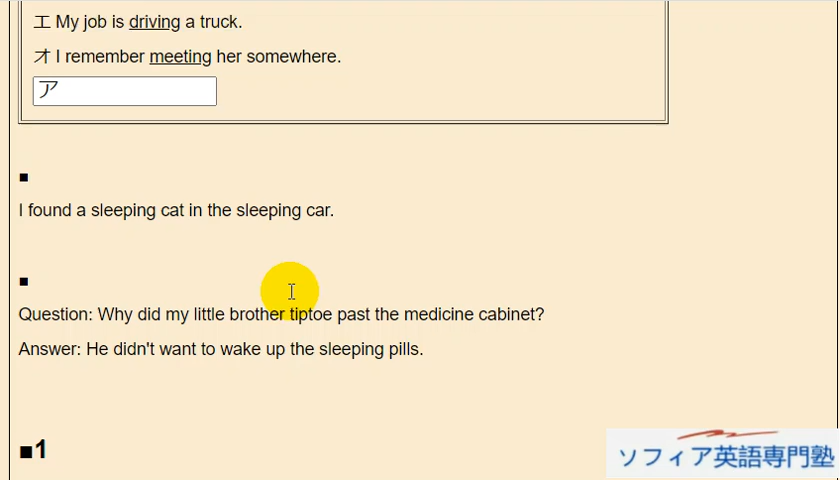 エ My job is driving a truck.
オ I remember meeting her somewhere.
ア
■
I found a sleeping cat in the sleeping car.
■
Question: Why did my little brother tiptoe past the medicine cabinet?
Answer: He didn't want to wake up the sleeping pills.
■1
ソフィア英語専門塾